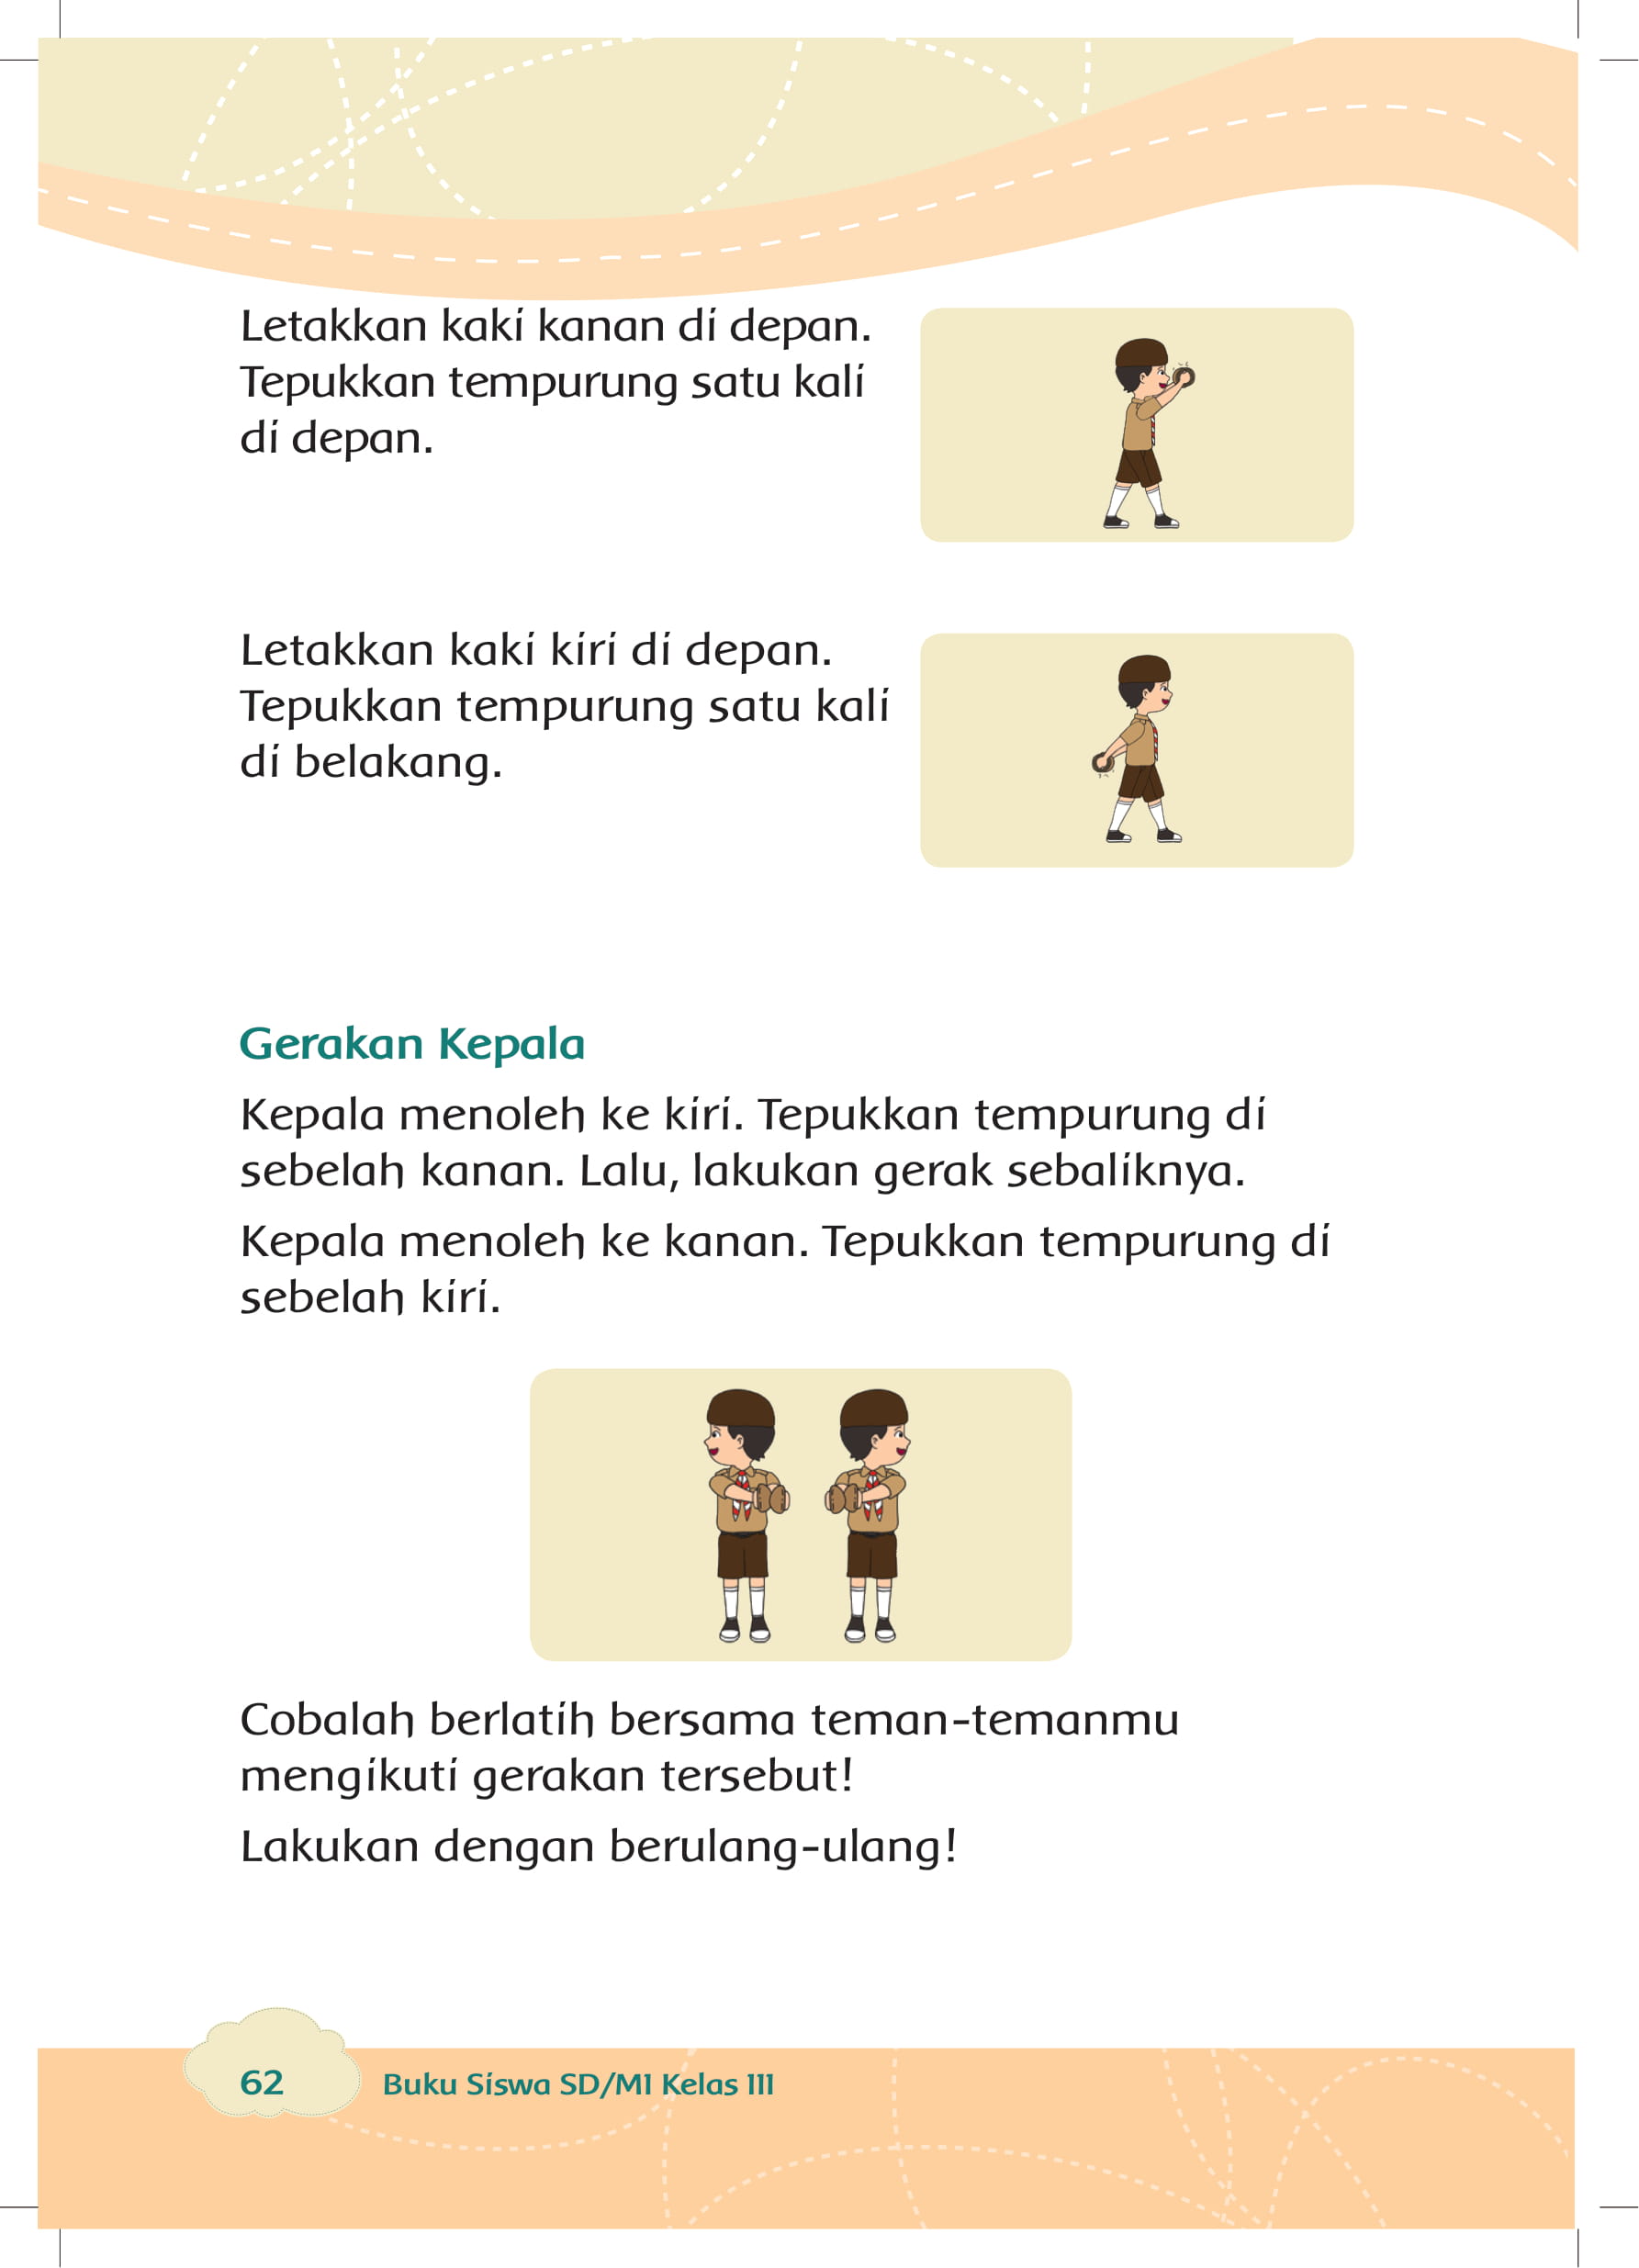 Letakkan kaki kanan di depan.
Tepukkan tempurung satu kali
di depan.
Letakkan kaki kiri di depan.
Tepukkan tempurung satu kali
di belakang.
Gerakan Kepala
Kepala menoleh ke kiri. Tepukkan tempurung di
sebelah kanan. Lalu, lakukan gerak sebaliknya.
Kepala menoleh ke kanan. Tepukkan tempurung di
sebelah kiri.
Cobalah berlatih bersama teman-temanmu
mengikuti gerakan tersebut!
Lakukan dengan berulang-ulang!
62 Buku Siswa SD/MI Kelas III